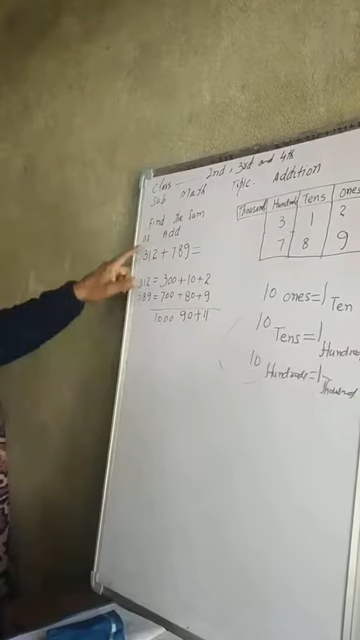 Class ...... 2nd, 3rd and 4th
Sub Math Topic. Addition
Find the Sum
or Add
312 + 789 =
312 = 300 + 10 + 2
789 = 700 + 80 + 9
1000 90 + 11
Thousand Hundred Tens Ones
3 1 2
7 8 9
10 ones = 1 Ten
10 Tens = 1 Hundred
10 Hundreds = 1 Thousand